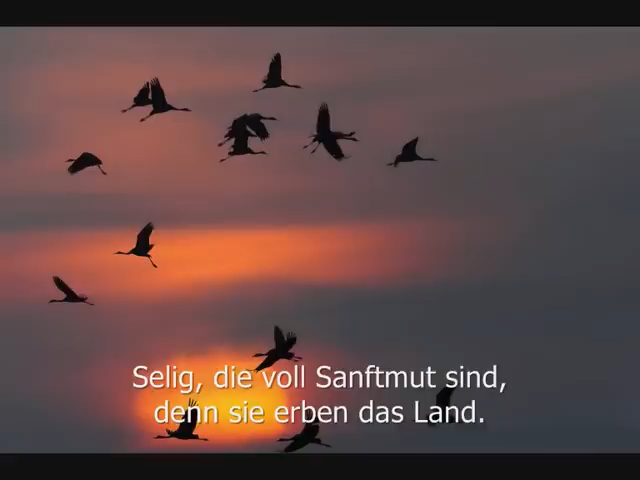 Selig, die voll Sanftmut sind,
denn sie erben das Land.